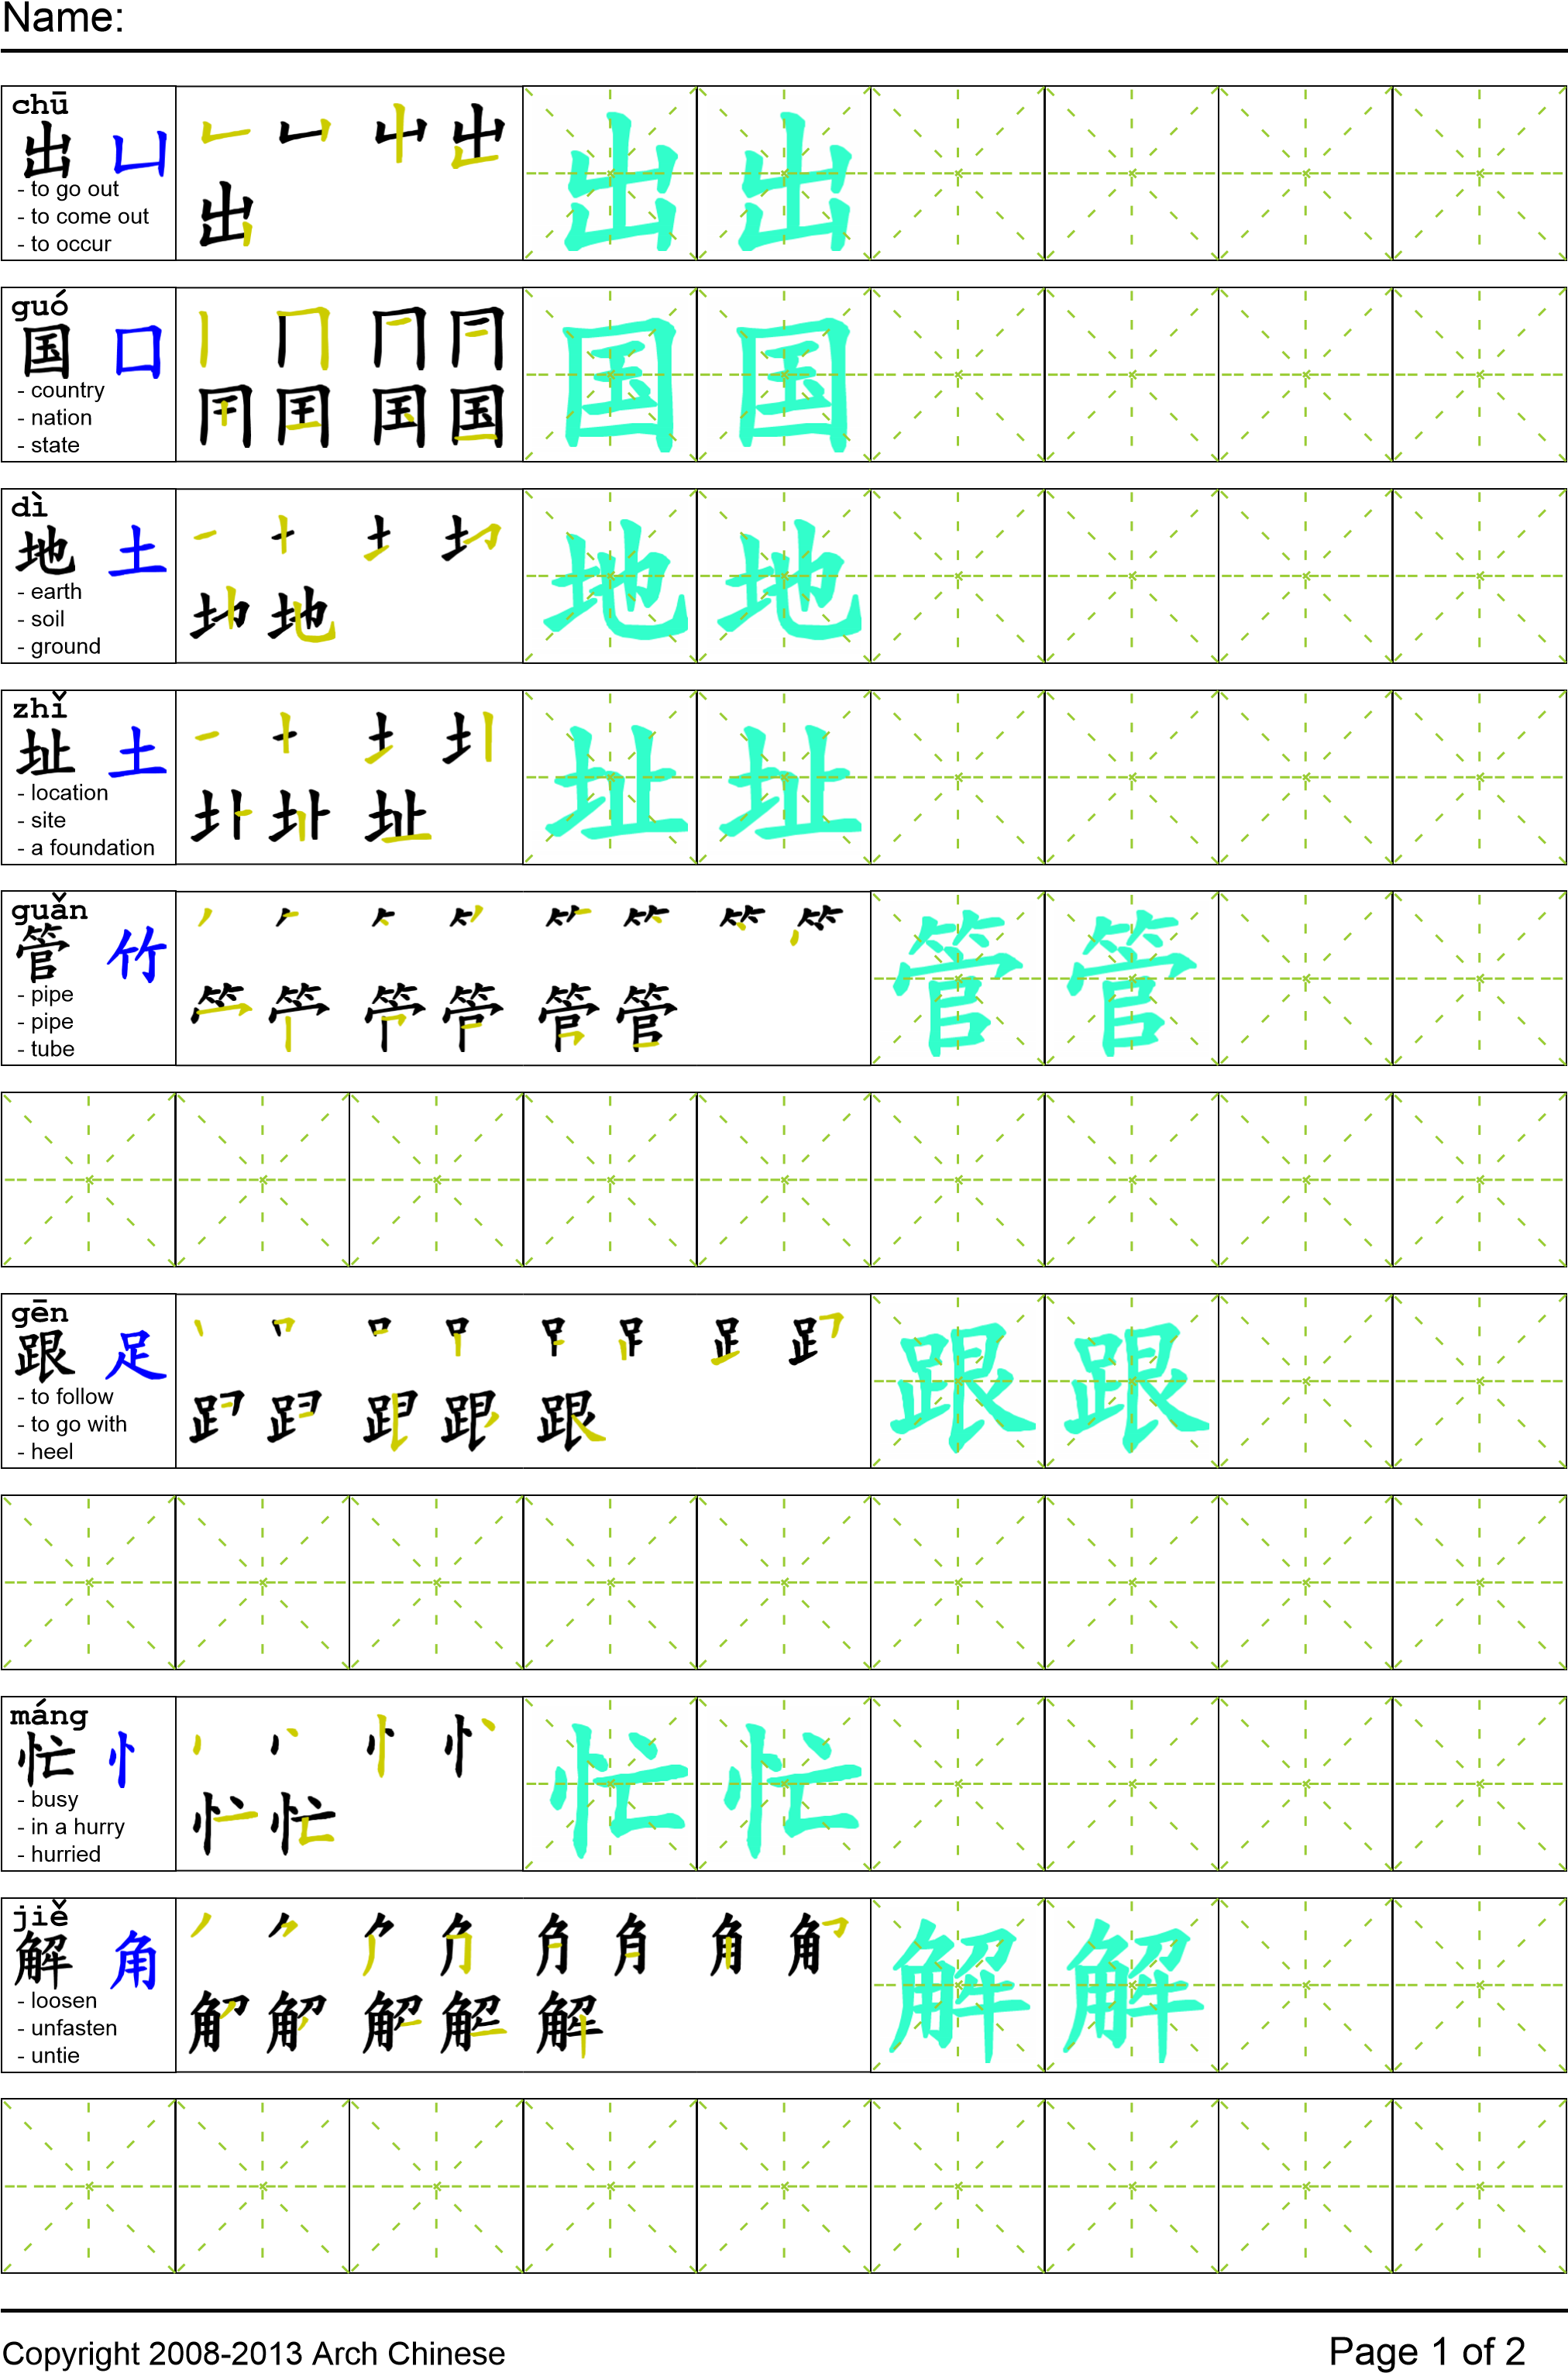 Name:
chū
出 凵
- to go out
- to come out
- to occur
出 出
guó
国 囗
- country
- nation
- state
国 国
dì
地 土
- earth
- soil
- ground
地 地
zhǐ
址 土
- location
- site
- a foundation
址 址
guǎn
管 竹
- pipe
- pipe
- tube
管 管
gēn
跟 足
- to follow
- to go with
- heel
跟 跟
máng
忙 忄
- busy
- in a hurry
- hurried
忙 忙
jiě
解 角
- loosen
- unfasten
- untie
解 解
Copyright 2008-2013 Arch Chinese
Page 1 of 2